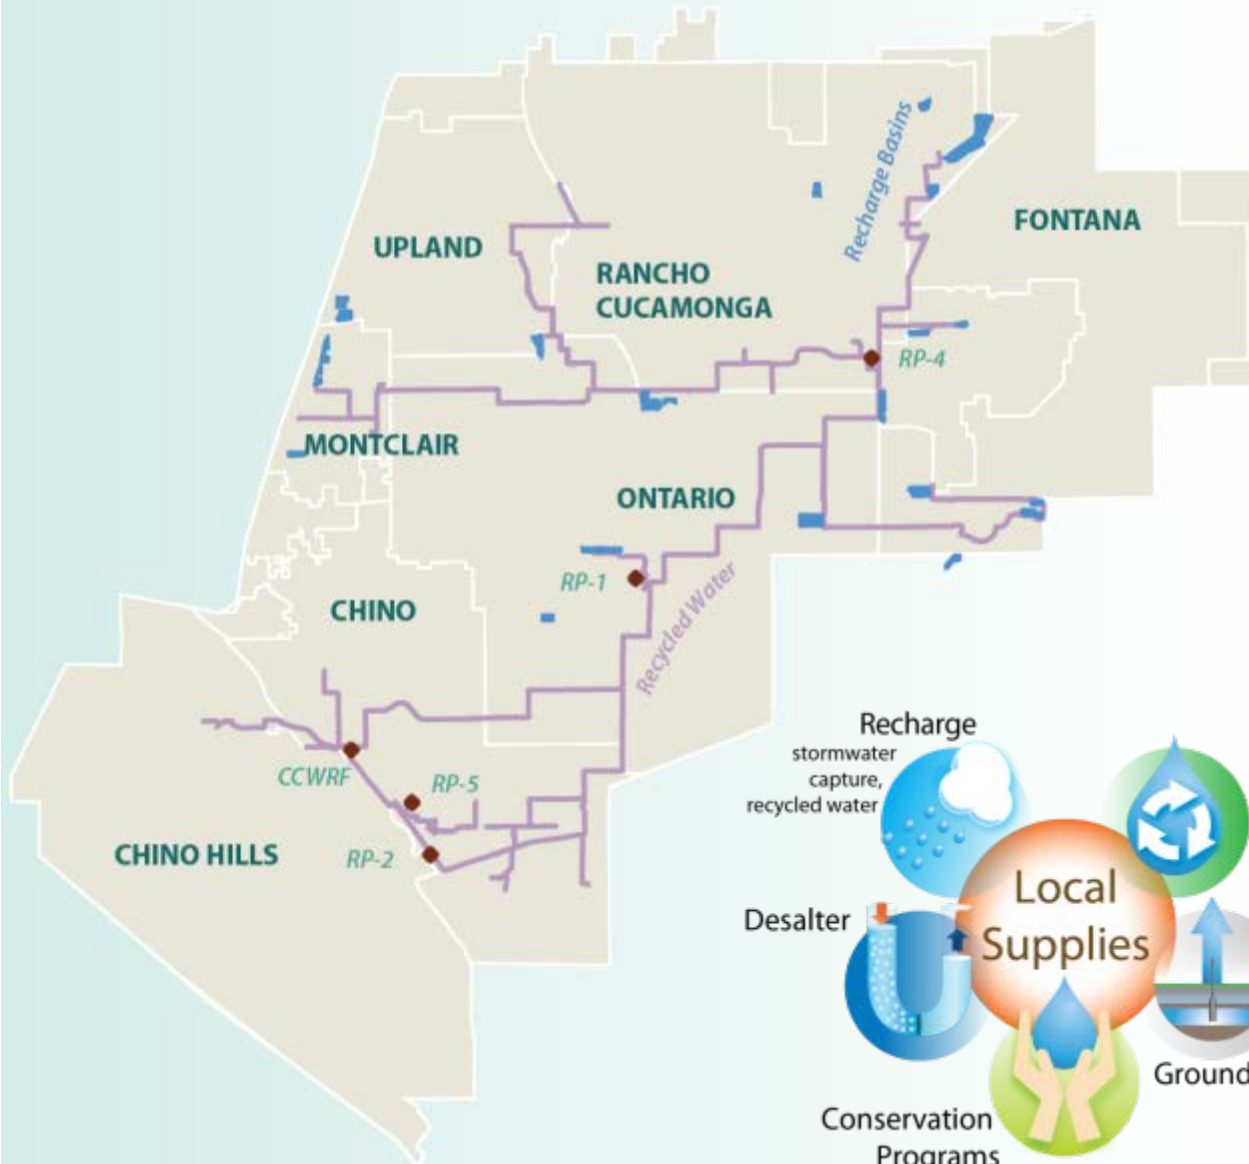 Recharge Basins
FONTANA
UPLAND
RANCHO
CUCAMONGA
RP-4
MONTCLAIR
ONTARIO
RP-1
Recycled Water
CHINO
CCWRF
RP-5
RP-2
CHINO HILLS
Recharge
stormwater
capture,
recycled water
Local
Supplies
Desalter
Ground
Conservation
Programs